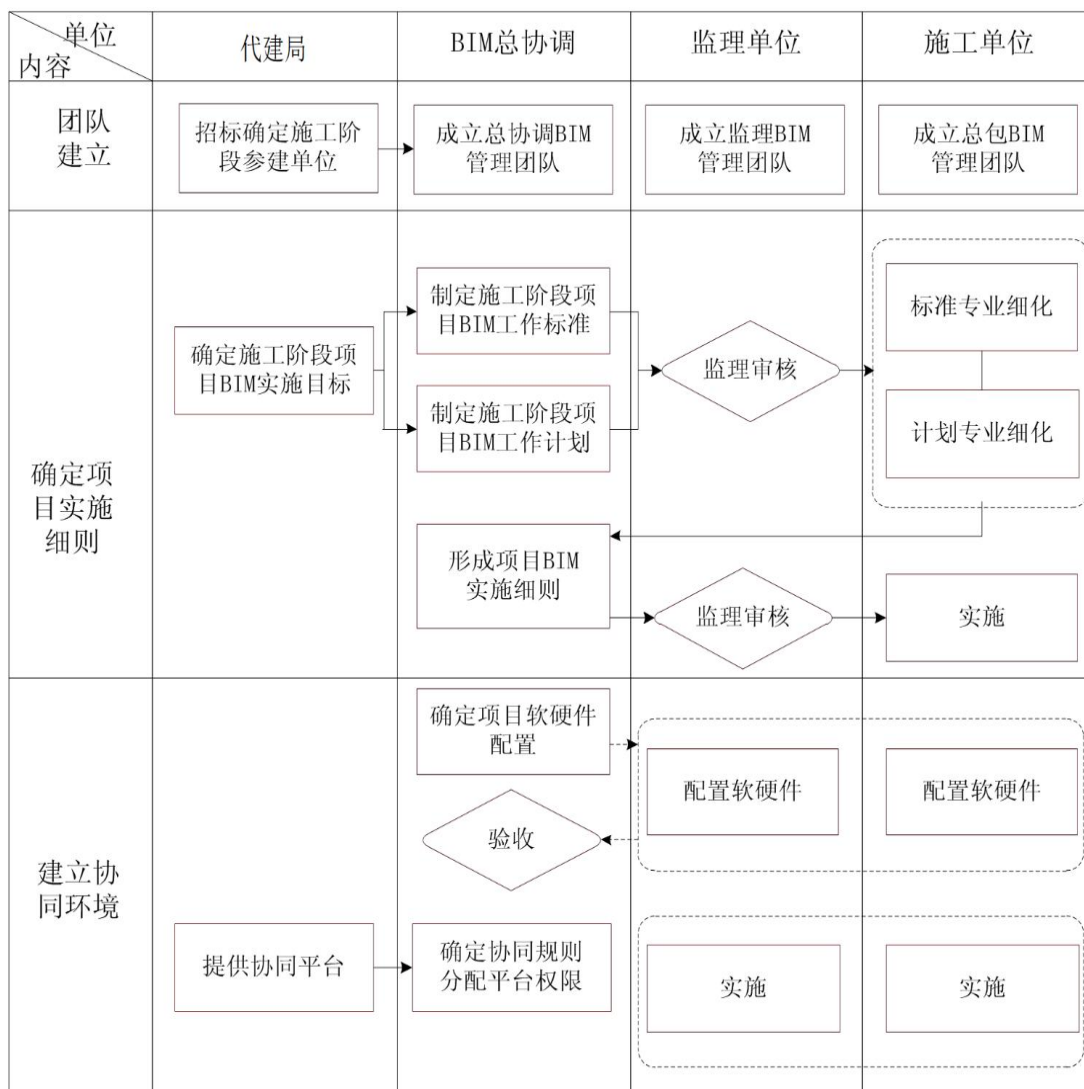 单位
内容
代建局
BIM总协调
监理单位
施工单位
团队
建立
招标确定施工阶
段参建单位
成立总协调BIM
管理团队
成立监理BIM
管理团队
成立总包BIM
管理团队
确定项
目实施
细则
确定施工阶段项
目BIM实施目标
制定施工阶段项
目BIM工作标准
制定施工阶段项
目BIM工作计划
监理审核
标准专业细化
计划专业细化
形成项目BIM
实施细则
监理审核
实施
建立协
同环境
确定项目软硬件
配置
配置软硬件
配置软硬件
验收
提供协同平台
确定协同规则
分配平台权限
实施
实施